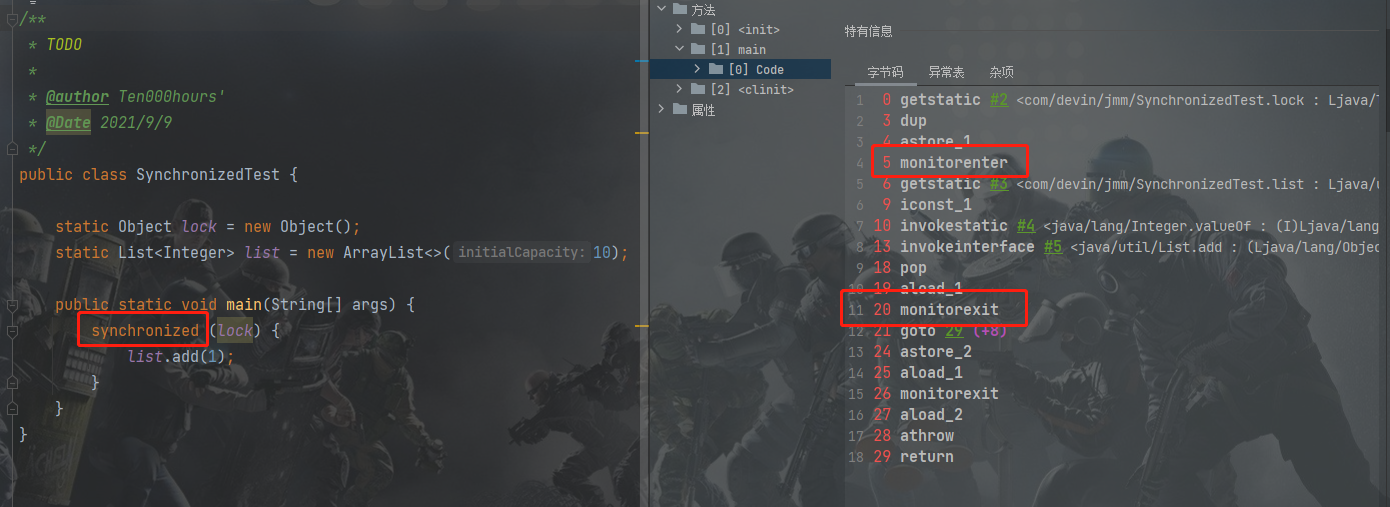 /**
* TODO
*
* @author Ten000hours'
* @Date 2021/9/9
*/
public class SynchronizedTest {
static Object lock = new Object();
static List<Integer> list = new ArrayList<>( initialCapacity: 10);
public static void main(String[] args) {
synchronized (lock) {
list.add(1);
}
}
}
方法
[0] <init>
[1] main
[0] Code
[2] <clinit>
属性
特有信息
字节码 异常表 杂项
1 0 getstatic #2 <com/devin/jmm/SynchronizedTest.lock : Ljava/
2 3 dup
3 4 astore_1
4 5 monitorenter
5 6 getstatic #3 <com/devin/jmm/SynchronizedTest.list : Ljava/
6 9 iconst_1
7 10 invokestatic #4 <java/lang/Integer.valueOf : (I)Ljava/lang
8 13 invokeinterface #5 <java/util/List.add : (Ljava/lang/Object
9 18 pop
10 19 aload_1
11 20 monitorexit
12 21 goto 29 (+8)
13 24 astore_2
14 25 aload_1
15 26 monitorexit
16 27 aload_2
17 28 athrow
18 29 return